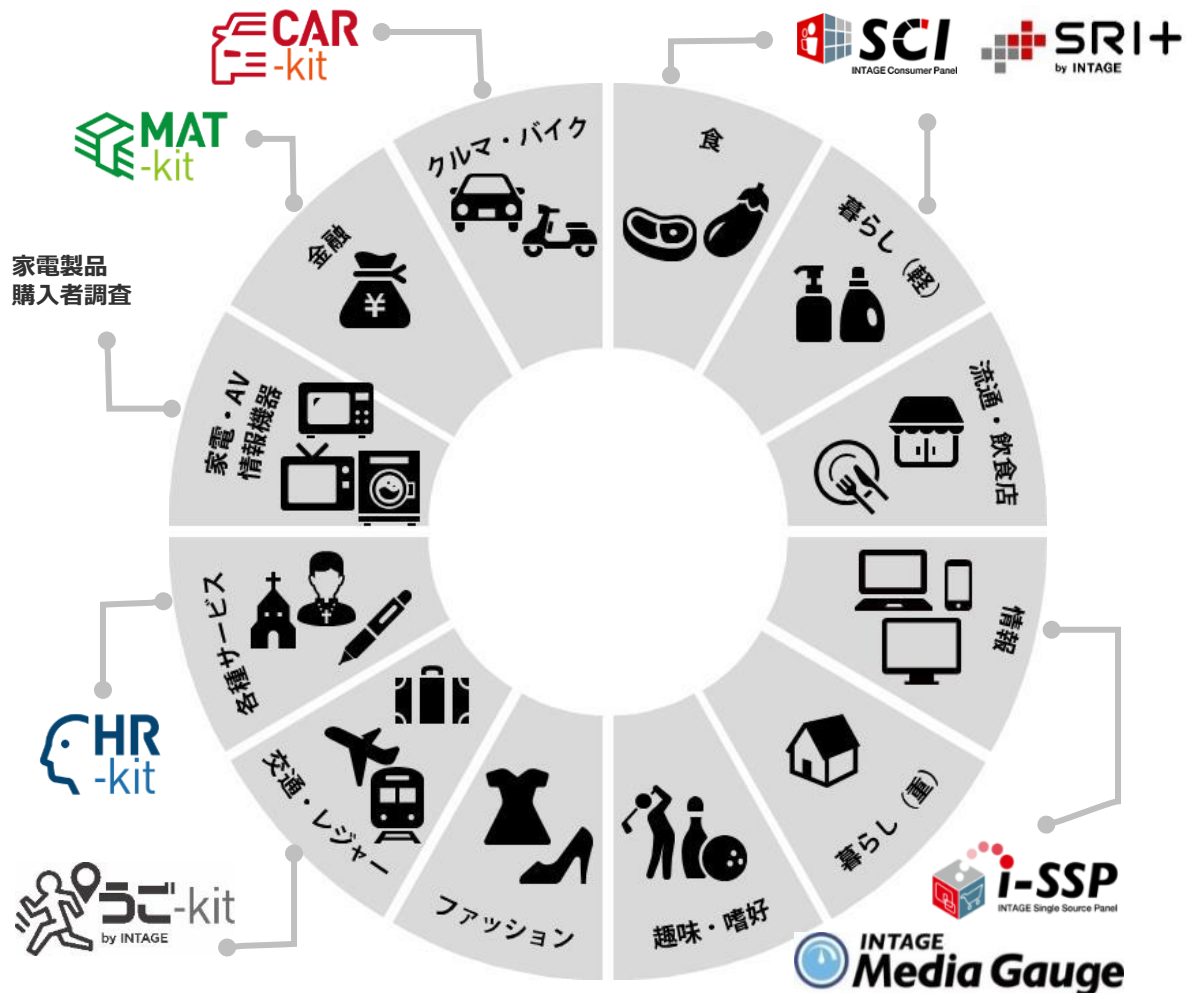 CAR
-kit
SCI
INTAGE Consumer Panel
SRI+
by INTAGE
MAT
-kit
クルマ・バイク
食
暮らし(軽)
金融
¥
家電製品
購入者調査
流通・飲食店
家電・AV
情報機器
情報
各種サービス
HR
-kit
交通・レジャー
暮らし(重)
ファッション
趣味・嗜好
うご-kit
by INTAGE
i-SSP
INTAGE Single Source Panel
INTAGE
Media Gauge